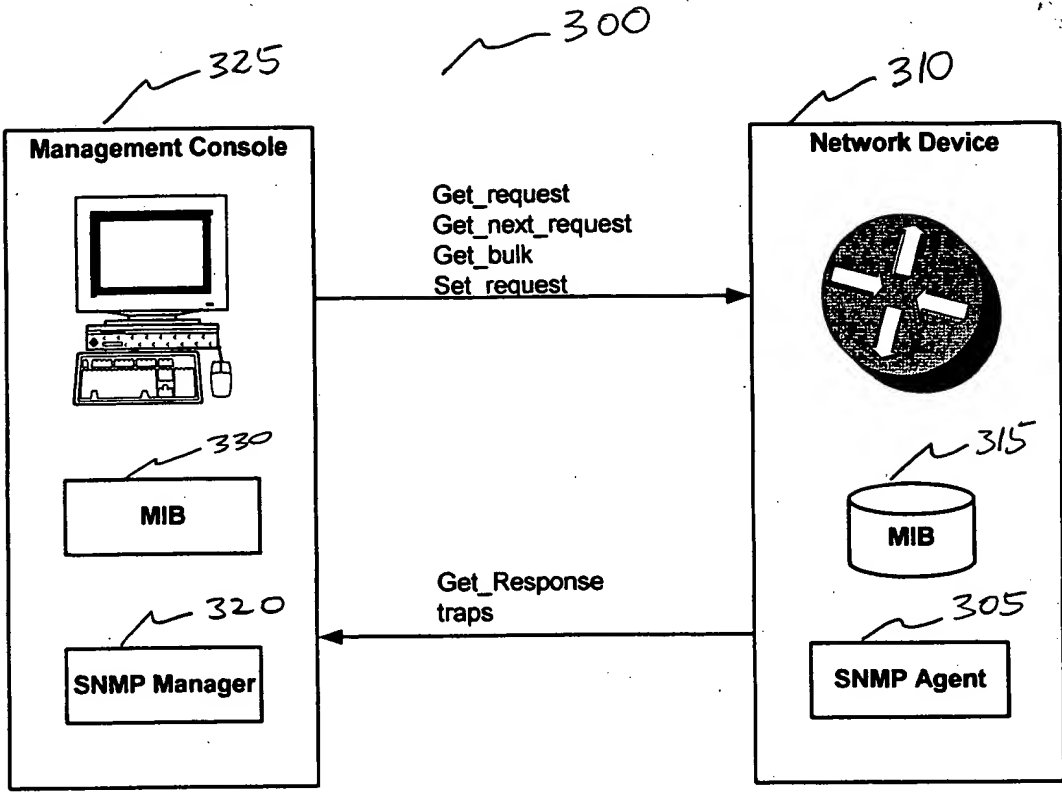 300
325
310
Management Console
Network Device
Get_request
Get_next_request
Get_bulk
Set_request
330
315
MIB
MIB
Get_Response
traps
320
305
SNMP Manager
SNMP Agent